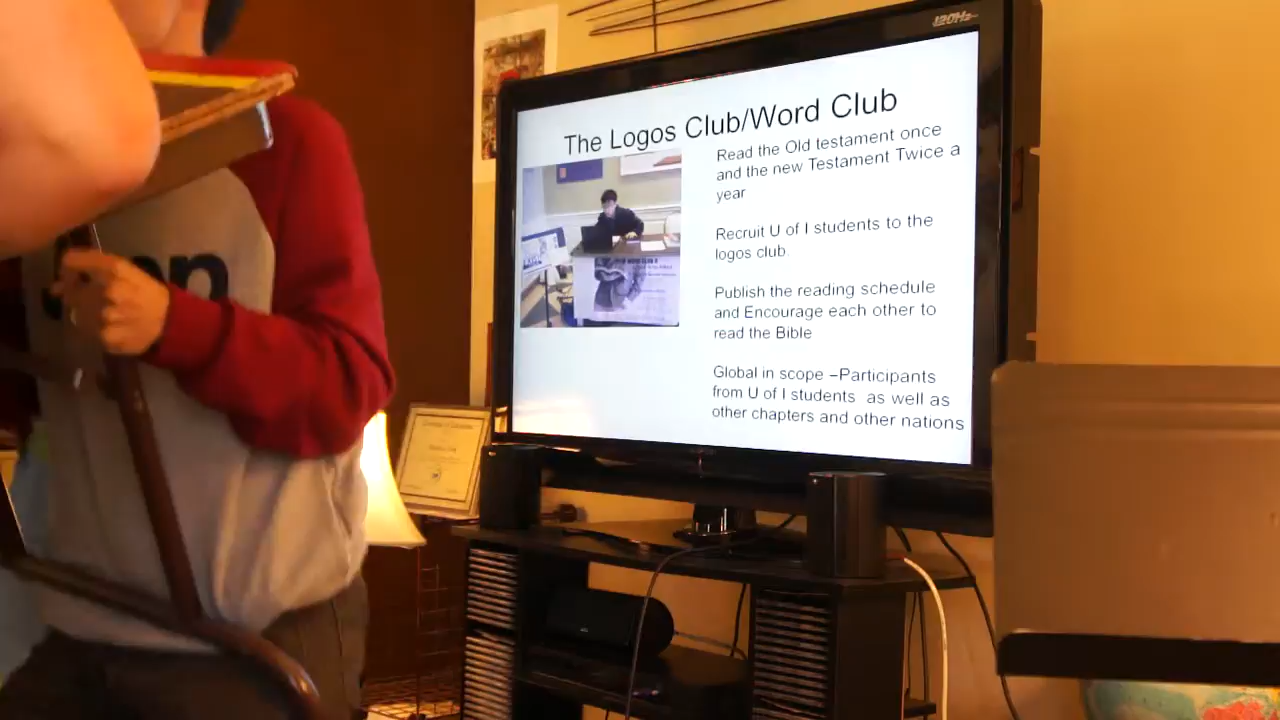 120Hz
The Logos Club/Word Club
Read the Old testament once
and the new Testament Twice a
year
Recruit U of I students to the
logos club
Publish the reading schedule
and Encourage each other to
read the Bible
Global in scope –Participants
from U of I students as well as
other chapters and other nations